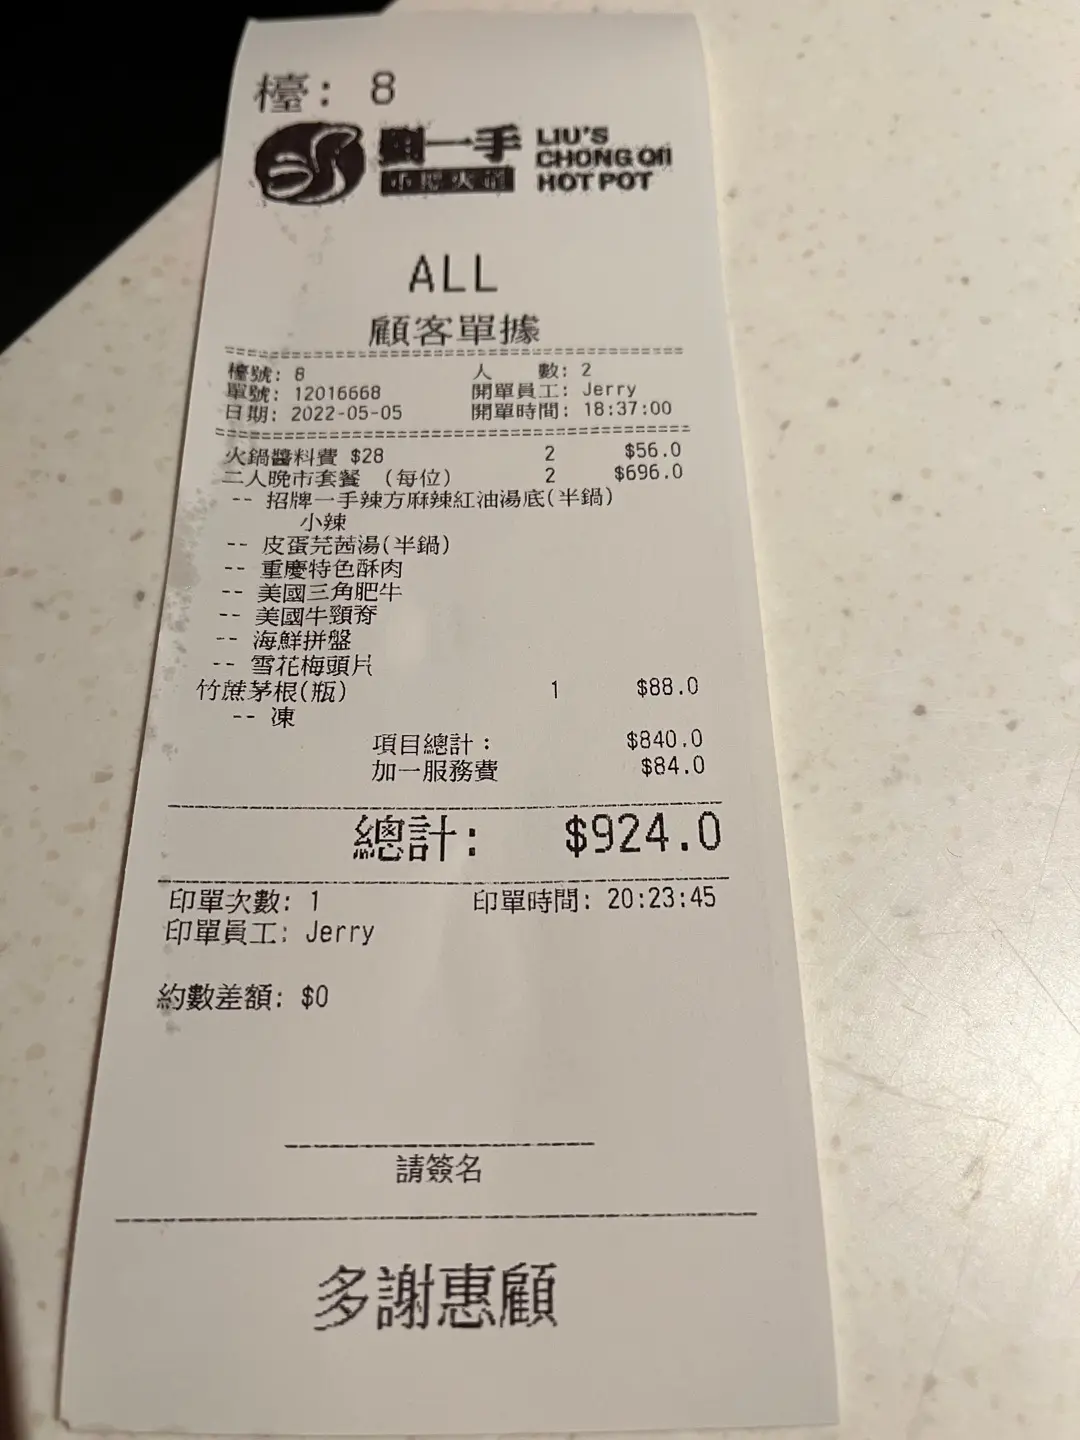 檯: 8
劉一手 LIU'S
CHONG QII
火鍋 HOT POT
ALL
顧客單據
檯號: 8 人 數: 2
單號: 12016668 開單員工: Jerry
日期: 2022-05-05 開單時間: 18:37:00
火鍋醬料費 $28 2 $56.0
二人晚市套餐 (每位) 2 $696.0
-- 招牌一手辣方麻辣紅油湯底(半鍋)
小辣
-- 皮蛋芫茜湯(半鍋)
-- 重慶特色酥肉
-- 美國三角肥牛
-- 美國牛頸脊
-- 海鮮拼盤
-- 雪花梅頭片
竹蔗茅根(瓶) 1 $88.0
-- 凍
項目總計: $840.0
加一服務費 $84.0
總計: $924.0
印單次數: 1 印單時間: 20:23:45
印單員工: Jerry
約數差額: $0
請簽名
多謝惠顧